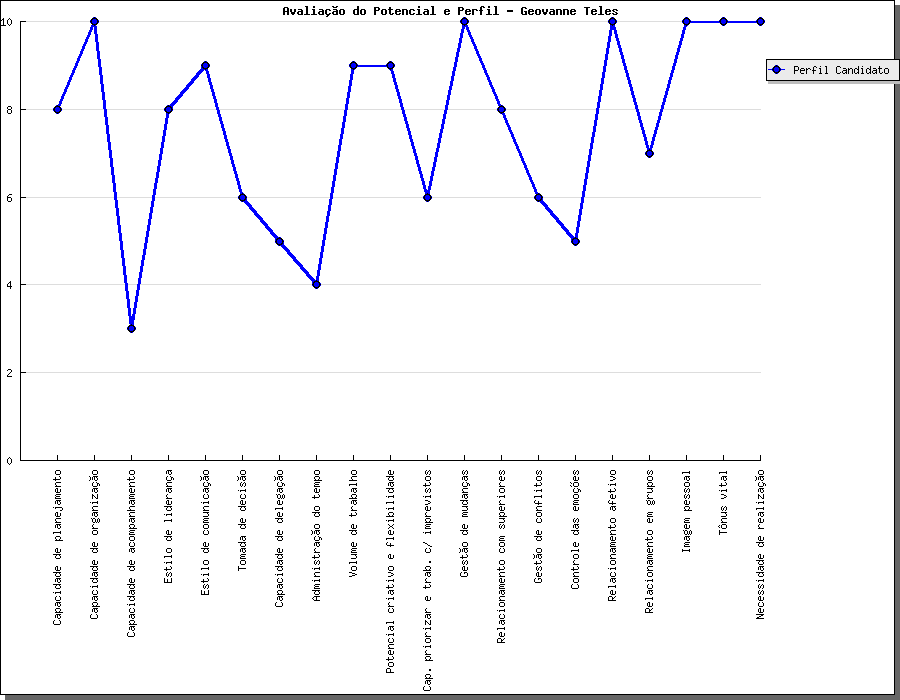 Avaliação do Potencial e Perfil - Geovanne Teles
10
8
6
4
2
0
Perfil Candidato
Capacidade de planejamento
Capacidade de organização
Capacidade de acompanhamento
Estilo de liderança
Estilo de comunicação
Tomada de decisão
Capacidade de delegação
Administração do tempo
Volume de trabalho
Potencial criativo e flexibilidade
Cap. priorizar e trab. c/ imprevistos
Gestão de mudanças
Relacionamento com superiores
Gestão de conflitos
Controle das emoções
Relacionamento afetivo
Relacionamento em grupos
Imagem pessoal
Tônus vital
Necessidade de realização